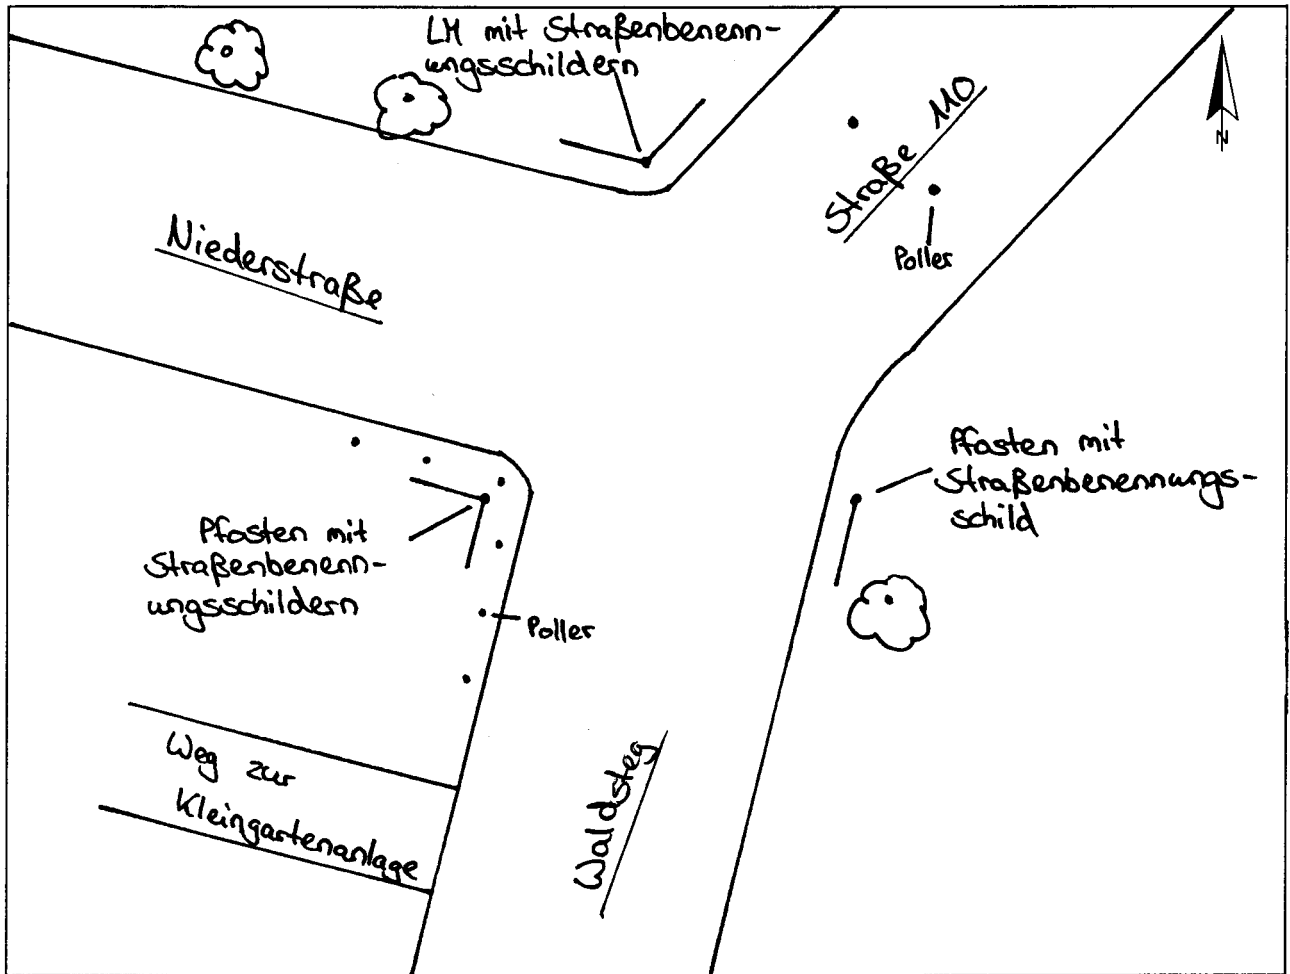 LM mit Straßenbenenn-
ungsschildern
Straße 110
N
Poller
Niederstraße
Pfosten mit
Straßenbenennungs-
schild
Pfosten mit
Straßenbenenn-
ungsschildern
Poller
Weg zur
Kleingartenanlage
Waldsteg